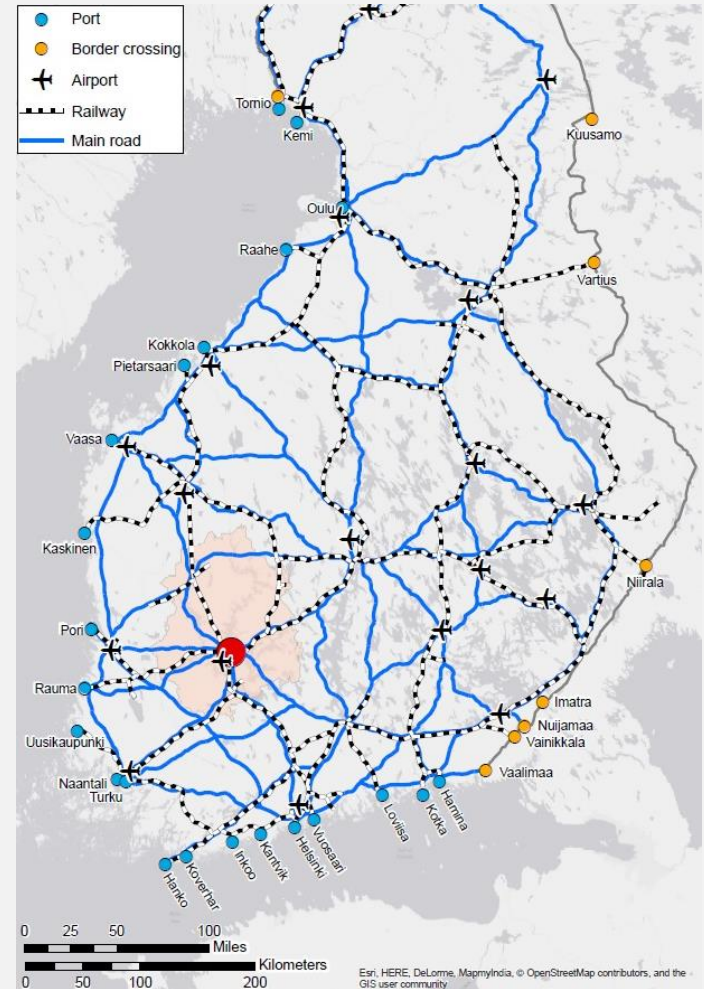 Port
Border crossing
Airport
Railway
Main road
Tornio
Kemi
Kuusamo
Oulu
Raahe
Vartius
Kokkola
Pietarsaari
Vaasa
Kaskinen
Niirala
Pori
Rauma
Imatra
Nuijamaa
Vainikkala
Uusikaupunki
Vaalimaa
Naantali
Turku
Hamina
Kotka
Loviisa
Vuosaari
Helsinki
Kantvik
Inkoo
Koverhar
Hanko
0 25 50 100
Miles
Kilometers
0 50 100 200
Esri, HERE, DeLorme, MapmyIndia, © OpenStreetMap contributors, and the
GIS user community